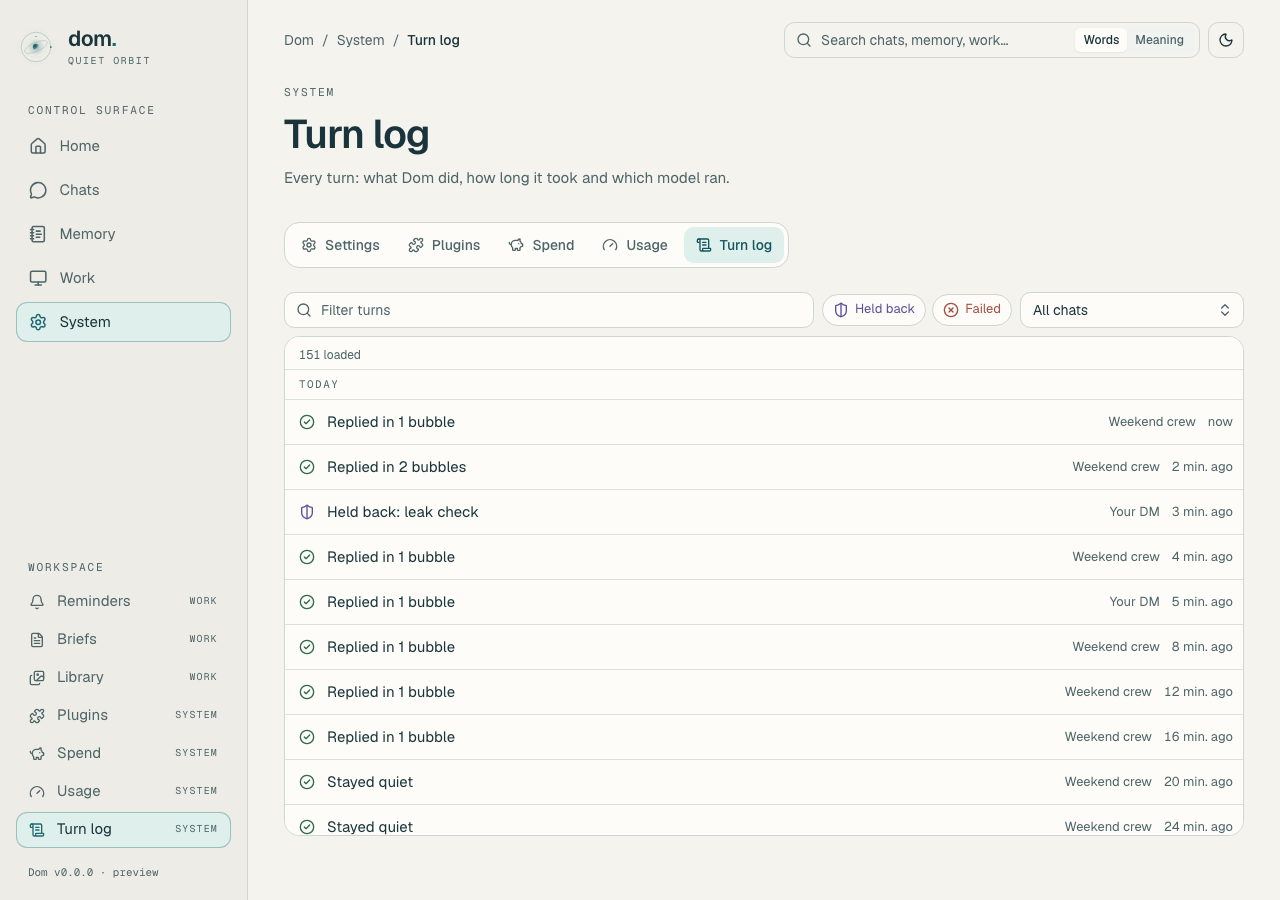 dom.
QUIET ORBIT
CONTROL SURFACE
Home
Chats
Memory
Work
System
WORKSPACE
Reminders WORK
Briefs WORK
Library WORK
Plugins SYSTEM
Spend SYSTEM
Usage SYSTEM
Turn log SYSTEM
Dom v0.0.0 · preview
Dom / System / Turn log
Search chats, memory, work… Words Meaning
SYSTEM
Turn log
Every turn: what Dom did, how long it took and which model ran.
Settings Plugins Spend Usage Turn log
Filter turns Held back Failed All chats
151 loaded
TODAY
Replied in 1 bubble Weekend crew now
Replied in 2 bubbles Weekend crew 2 min. ago
Held back: leak check Your DM 3 min. ago
Replied in 1 bubble Weekend crew 4 min. ago
Replied in 1 bubble Your DM 5 min. ago
Replied in 1 bubble Weekend crew 8 min. ago
Replied in 1 bubble Weekend crew 12 min. ago
Replied in 1 bubble Weekend crew 16 min. ago
Stayed quiet Weekend crew 20 min. ago
Stayed quiet Weekend crew 24 min. ago